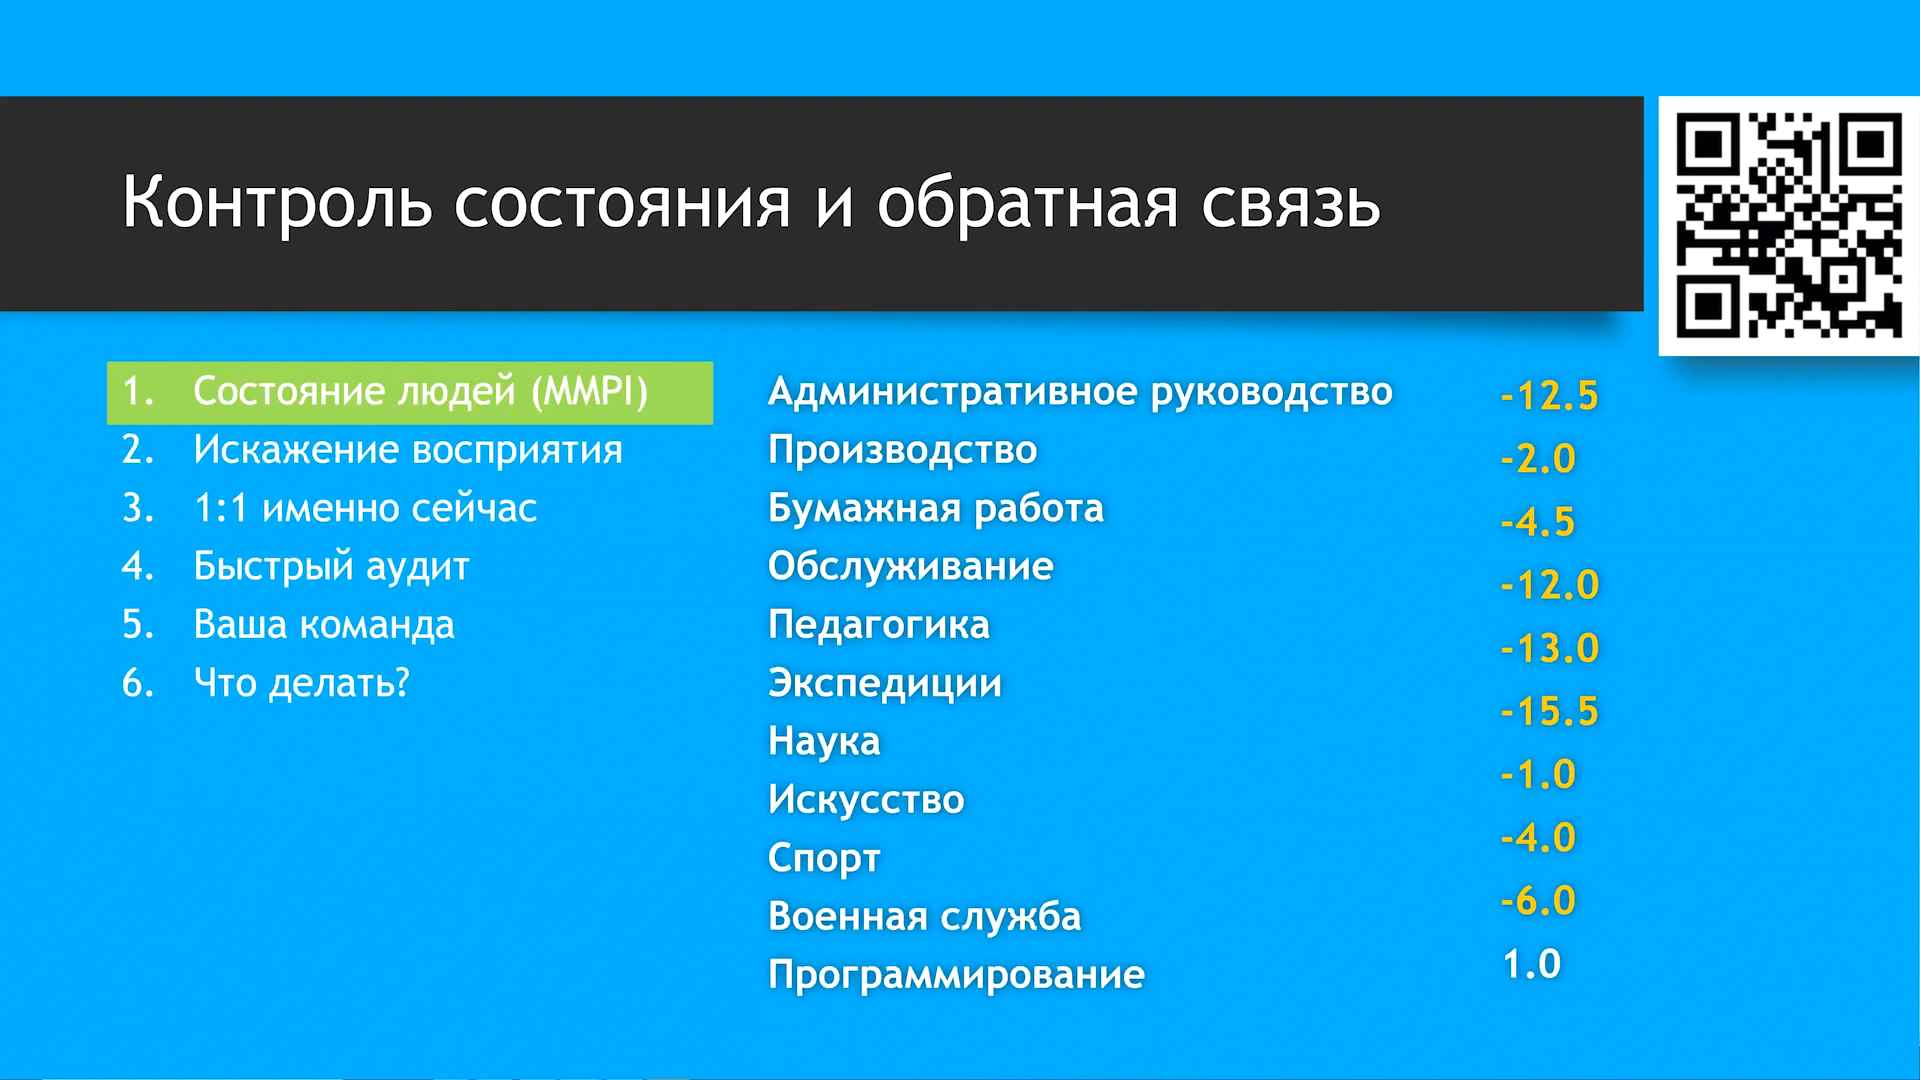 Контроль состояния и обратная связь
1. Состояние людей (MMPI)
2. Искажение восприятия
3. 1:1 именно сейчас
4. Быстрый аудит
5. Ваша команда
6. Что делать?
Административное руководство
Производство
Бумажная работа
Обслуживание
Педагогика
Экспедиции
Наука
Искусство
Спорт
Военная служба
Программирование
-12.5
-2.0
-4.5
-12.0
-13.0
-15.5
-1.0
-4.0
-6.0
1.0